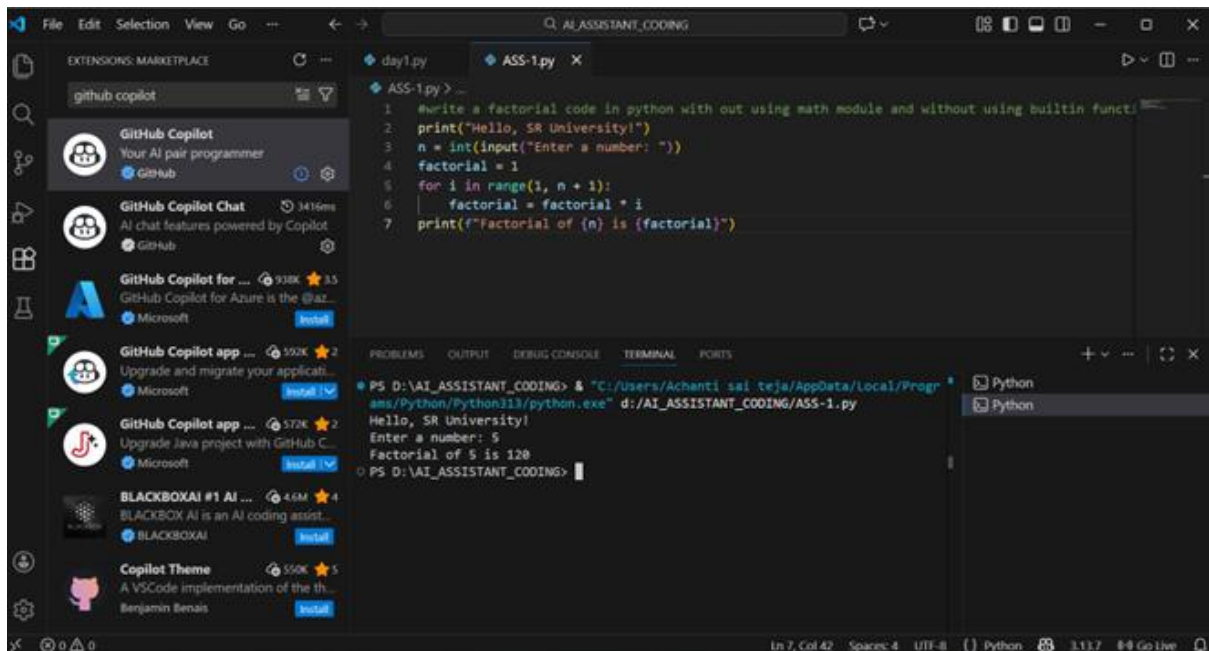 File Edit Selection View Go ...
AI_ASSISTANT_CODING
EXTENSIONS: MARKETPLACE
github copilot
GitHub Copilot
Your AI pair programmer
GitHub
GitHub Copilot Chat 3416ms
AI chat features powered by Copilot
GitHub
GitHub Copilot for ... 938K 3.5
GitHub Copilot for Azure is the @az...
Microsoft Install
GitHub Copilot app ... 592K 2
Upgrade and migrate your applicati...
Microsoft Install
GitHub Copilot app ... 572K 2
Upgrade Java project with GitHub C...
Microsoft Install
BLACKBOXAI #1 AI ... 4.6M 4
BLACKBOX AI is an AI coding assist...
BLACKBOXAI Install
Copilot Theme 550K 5
A VSCode implementation of the th...
Benjamin Benais Install
day1.py ASS-1.py
ASS-1.py > ...
1 #write a factorial code in python with out using math module and without using builtin functi
2 print("Hello, SR University!")
3 n = int(input("Enter a number: "))
4 factorial = 1
5 for i in range(1, n + 1):
6 factorial = factorial * i
7 print(f"Factorial of {n} is {factorial}")
PROBLEMS OUTPUT DEBUG CONSOLE TERMINAL PORTS
PS D:\AI_ASSISTANT_CODING> & "C:/Users/Achanti sai teja/AppData/Local/Progr
ams/Python/Python313/python.exe" d:/AI_ASSISTANT_CODING/ASS-1.py
Hello, SR University!
Enter a number: 5
Factorial of 5 is 120
PS D:\AI_ASSISTANT_CODING>
Python
Python
0 0
Ln 7, Col 42 Spaces: 4 UTF-8 {} Python 3.13.7 Go Live